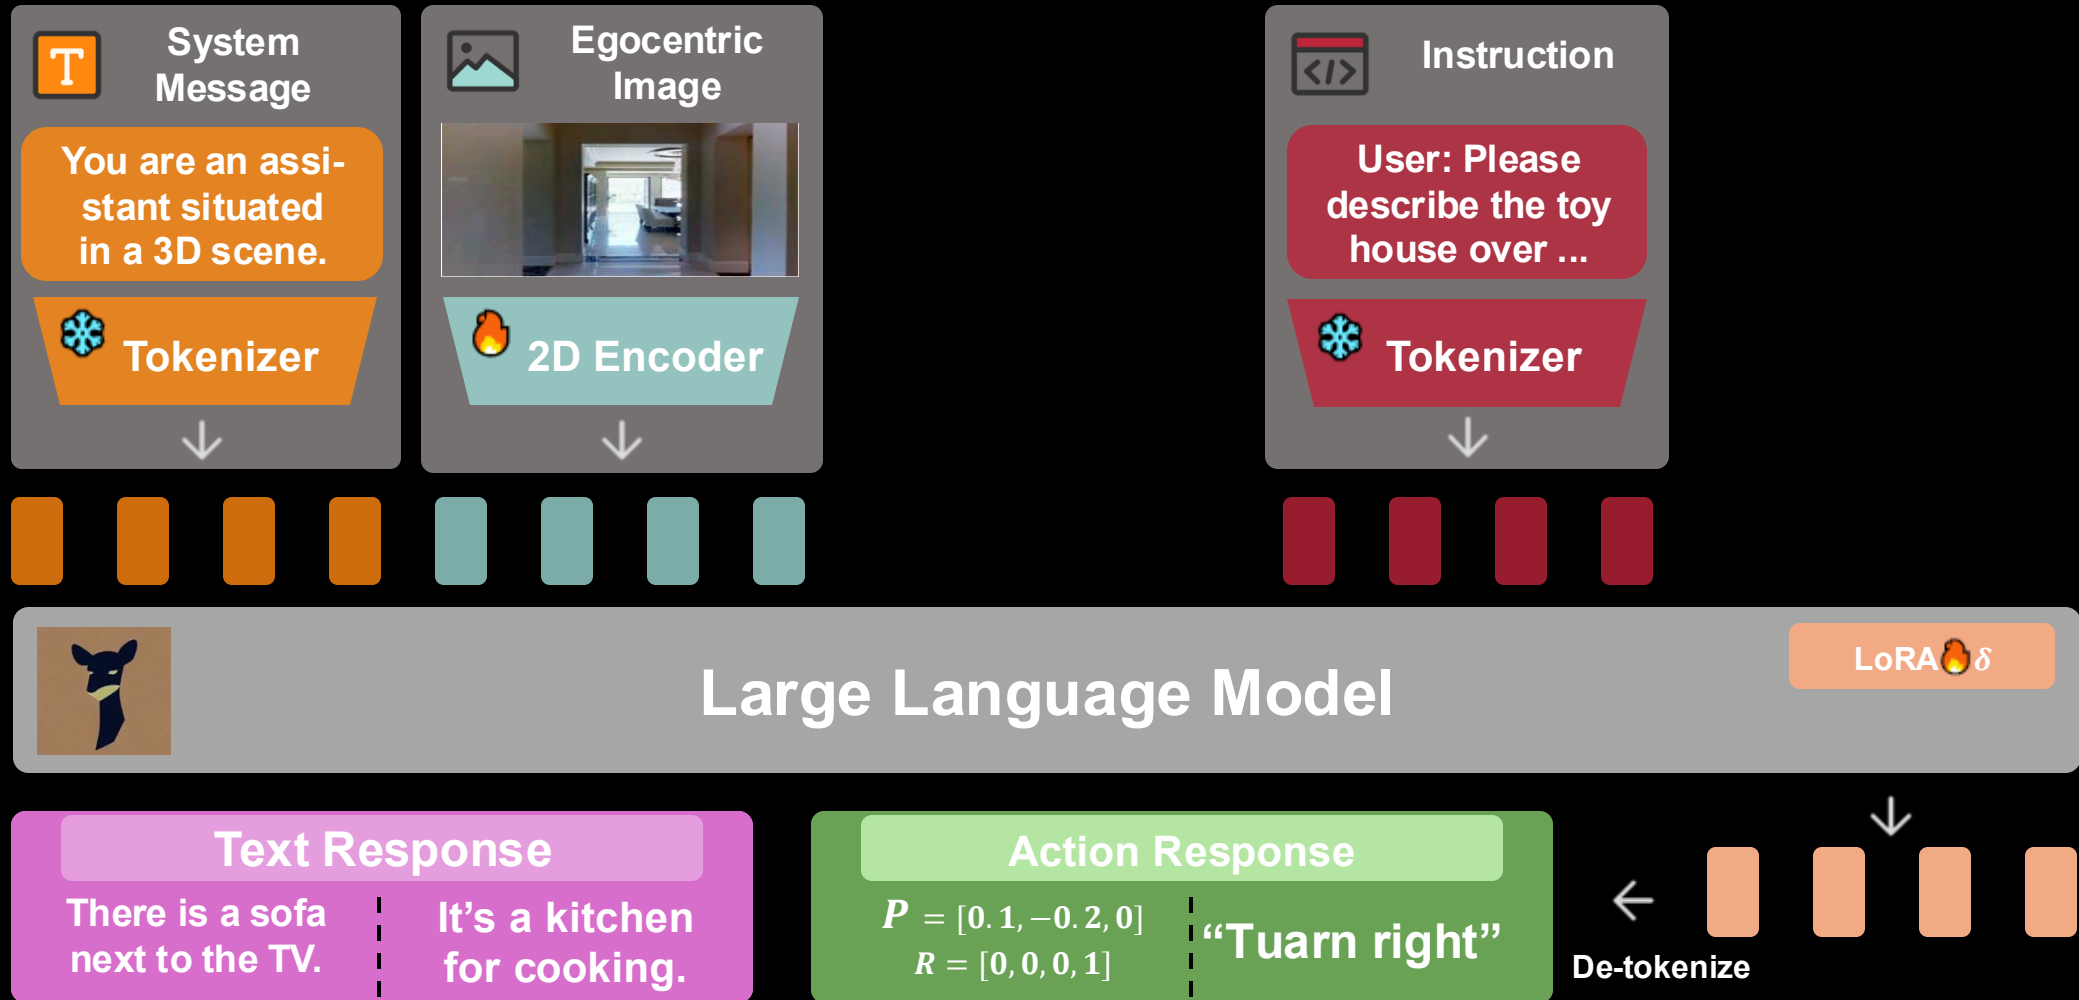 System
Message
T
You are an assi-
stant situated
in a 3D scene.
Tokenizer
Egocentric
Image
2D Encoder
Instruction
</>
User: Please
describe the toy
house over ...
Tokenizer
Large Language Model
LoRA δ
Text Response
There is a sofa
next to the TV.
It’s a kitchen
for cooking.
Action Response
P = [0.1, −0.2, 0]
R = [0, 0, 0, 1]
“Tuarn right”
De-tokenize